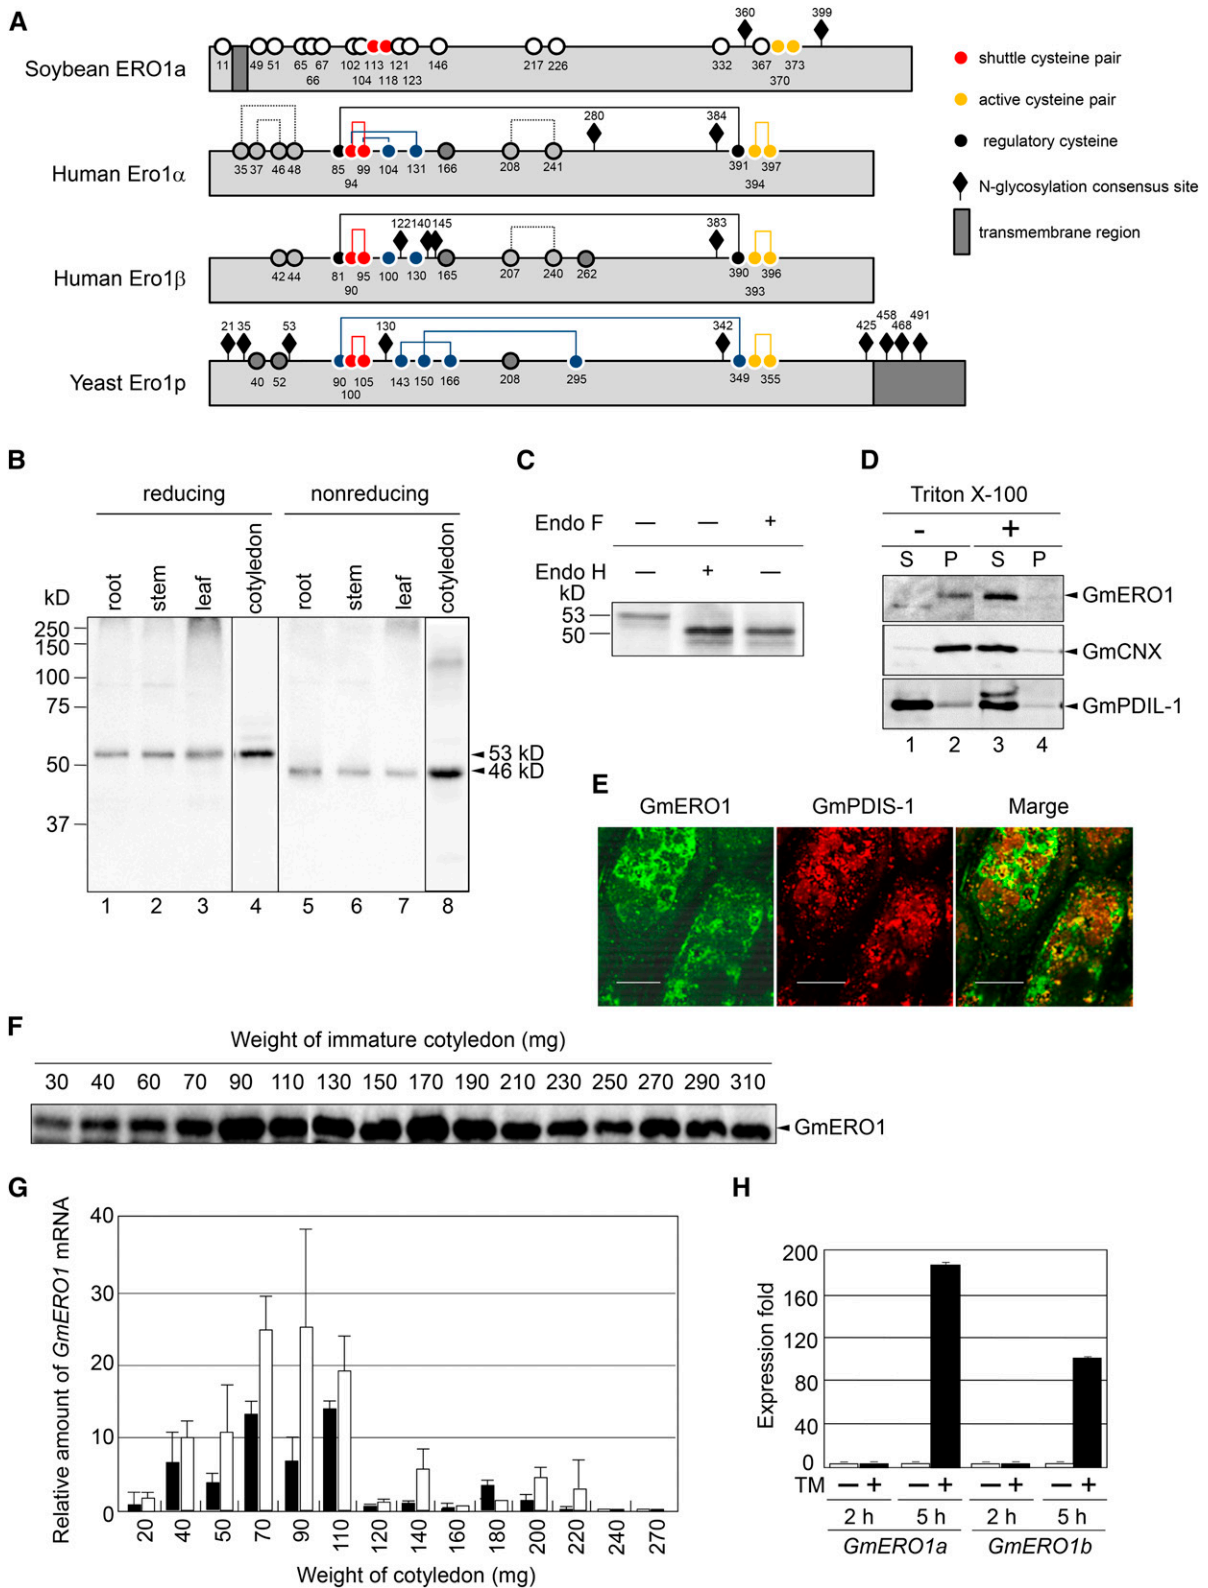 A
Soybean ERO1a
360 399
11 49 51 65 67 102 113 121 146 217 226 332 367 373
66 104 118 123 370
shuttle cysteine pair
active cysteine pair
regulatory cysteine
N-glycosylation consensus site
transmembrane region
Human Ero1α
280 384
35 37 46 48 85 99 104 131 166 208 241 391 397
94 394
Human Ero1β
122 140 145 383
42 44 81 95 100 130 165 207 240 262 390 396
90 393
Yeast Ero1p
21 35 53 130 342 425 458 468 491
40 52 90 105 143 150 166 208 295 349 355
100
B
reducing nonreducing
kD root stem leaf cotyledon root stem leaf cotyledon
250
150
100
75
50
37
53 kD
46 kD
1 2 3 4 5 6 7 8
C
Endo F — — +
Endo H — + —
kD
53
50
D
Triton X-100
- +
S P S P
GmERO1
GmCNX
GmPDIL-1
1 2 3 4
E
GmERO1 GmPDIS-1 Marge
F
Weight of immature cotyledon (mg)
30 40 60 70 90 110 130 150 170 190 210 230 250 270 290 310
GmERO1
G
Relative amount of GmERO1 mRNA
40
30
20
10
0
20 40 50 70 90 110 120 140 160 180 200 220 240 270
Weight of cotyledon (mg)
H
Expression fold
200
160
120
80
40
0
TM — + — + — + — +
2 h 5 h 2 h 5 h
GmERO1a GmERO1b